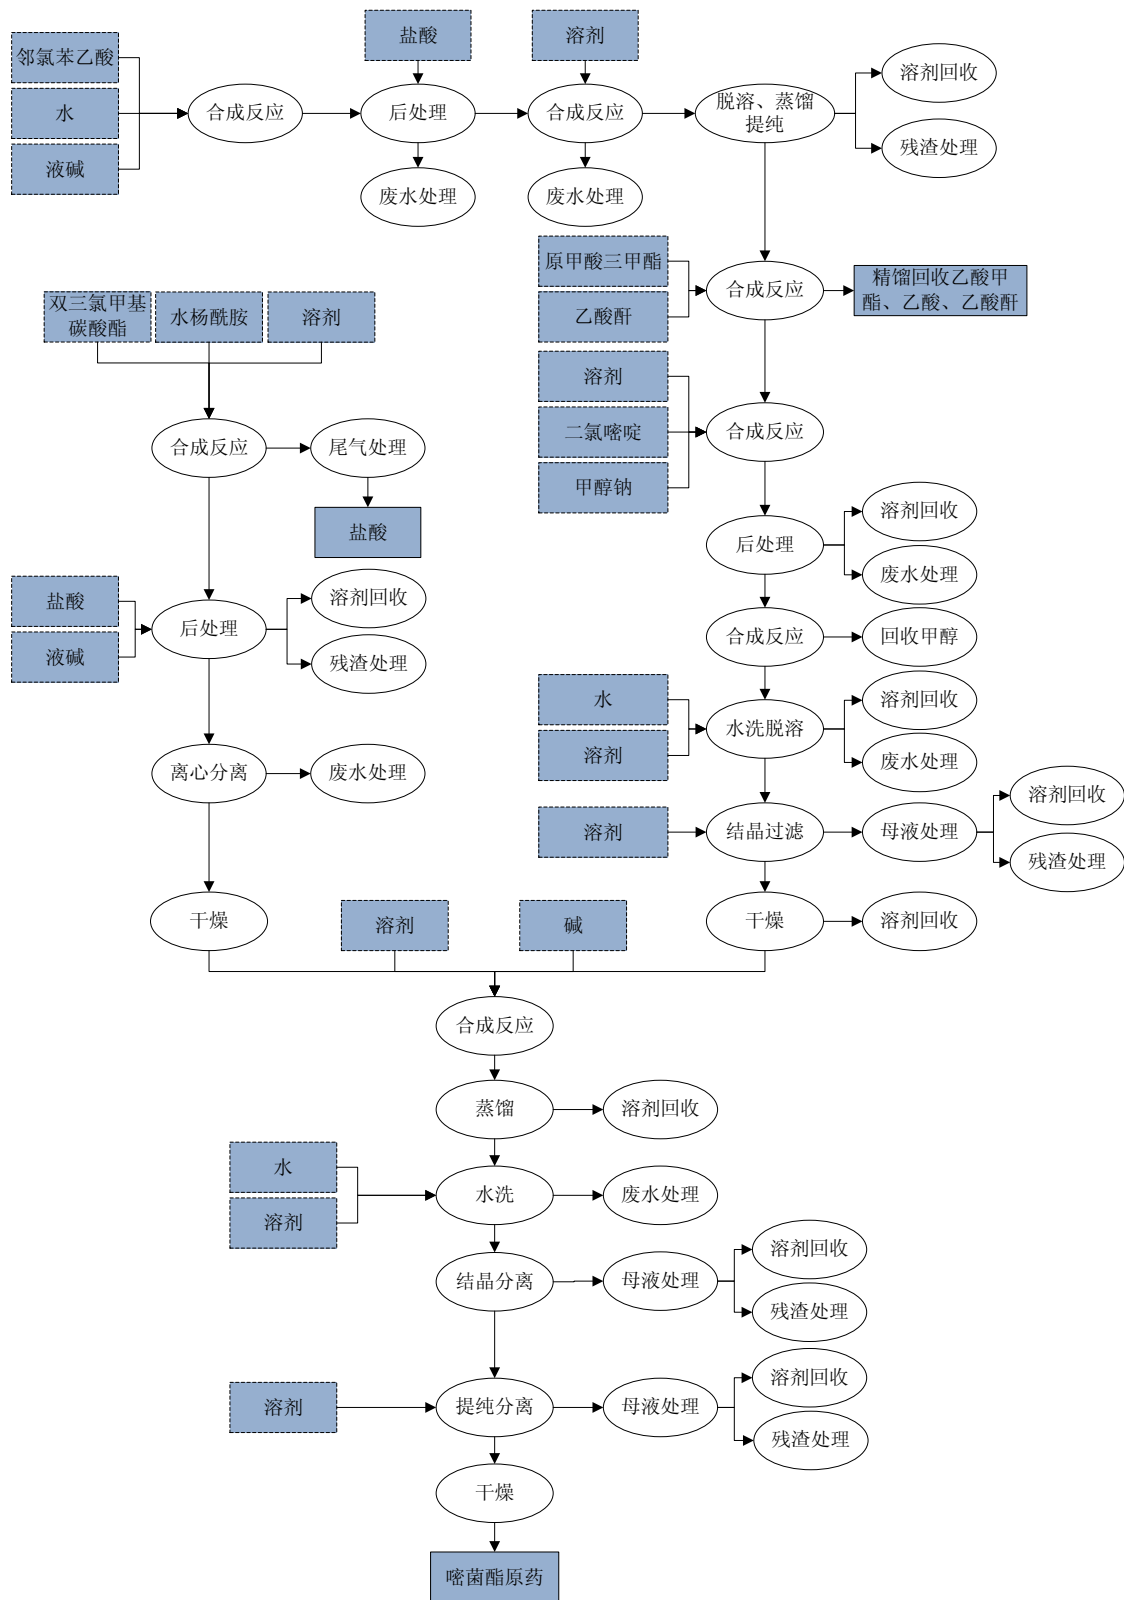 盐酸
溶剂
邻氯苯乙酸
水
液碱
合成反应
后处理
合成反应
脱溶、蒸馏
提纯
溶剂回收
残渣处理
废水处理
废水处理
原甲酸三甲酯
乙酸酐
合成反应
精馏回收乙酸甲
酯、乙酸、乙酸酐
双三氯甲基
碳酸酯
水杨酰胺
溶剂
溶剂
二氯嘧啶
甲醇钠
合成反应
合成反应
尾气处理
盐酸
后处理
溶剂回收
废水处理
盐酸
液碱
后处理
溶剂回收
残渣处理
合成反应
回收甲醇
水
溶剂
水洗脱溶
溶剂回收
废水处理
离心分离
废水处理
溶剂
结晶过滤
母液处理
溶剂回收
残渣处理
干燥
溶剂
碱
干燥
溶剂回收
合成反应
蒸馏
溶剂回收
水
溶剂
水洗
废水处理
结晶分离
母液处理
溶剂回收
残渣处理
溶剂
提纯分离
母液处理
溶剂回收
残渣处理
干燥
嘧菌酯原药